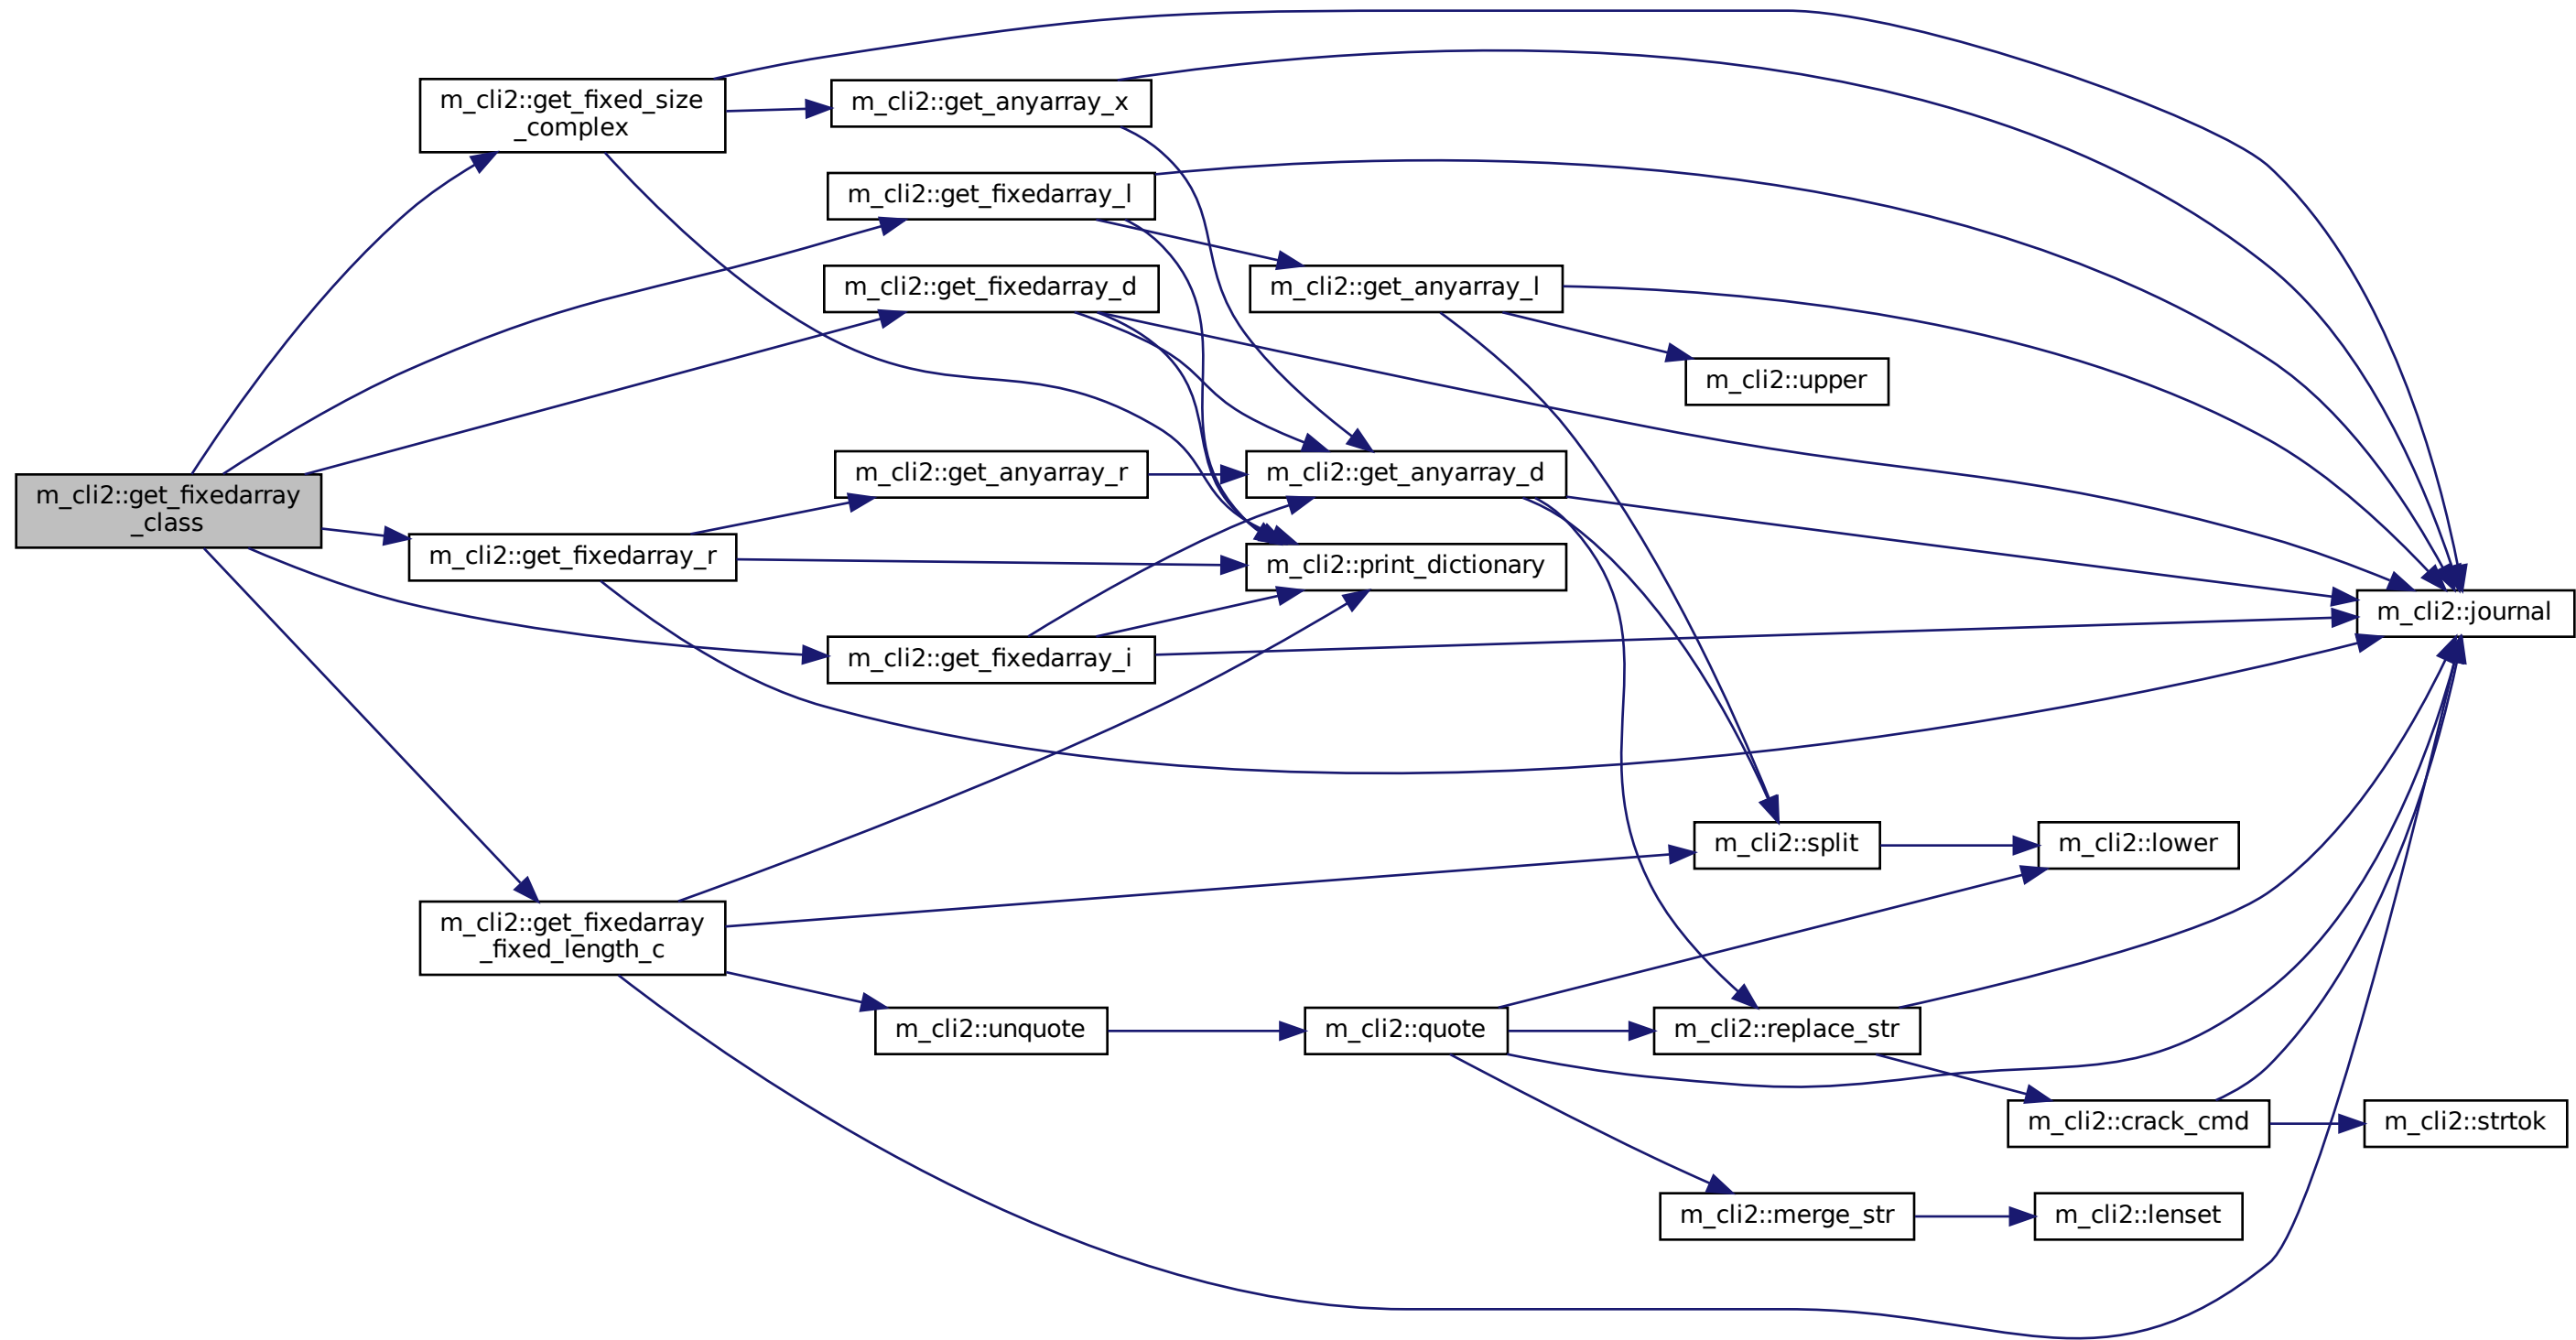 m_cli2::get_fixedarray
_class
m_cli2::get_fixed_size
_complex
m_cli2::get_anyarray_x
m_cli2::get_fixedarray_l
m_cli2::get_fixedarray_d
m_cli2::get_anyarray_l
m_cli2::upper
m_cli2::get_anyarray_r
m_cli2::get_anyarray_d
m_cli2::get_fixedarray_r
m_cli2::print_dictionary
m_cli2::journal
m_cli2::get_fixedarray_i
m_cli2::split
m_cli2::lower
m_cli2::get_fixedarray
_fixed_length_c
m_cli2::unquote
m_cli2::quote
m_cli2::replace_str
m_cli2::crack_cmd
m_cli2::strtok
m_cli2::merge_str
m_cli2::lenset